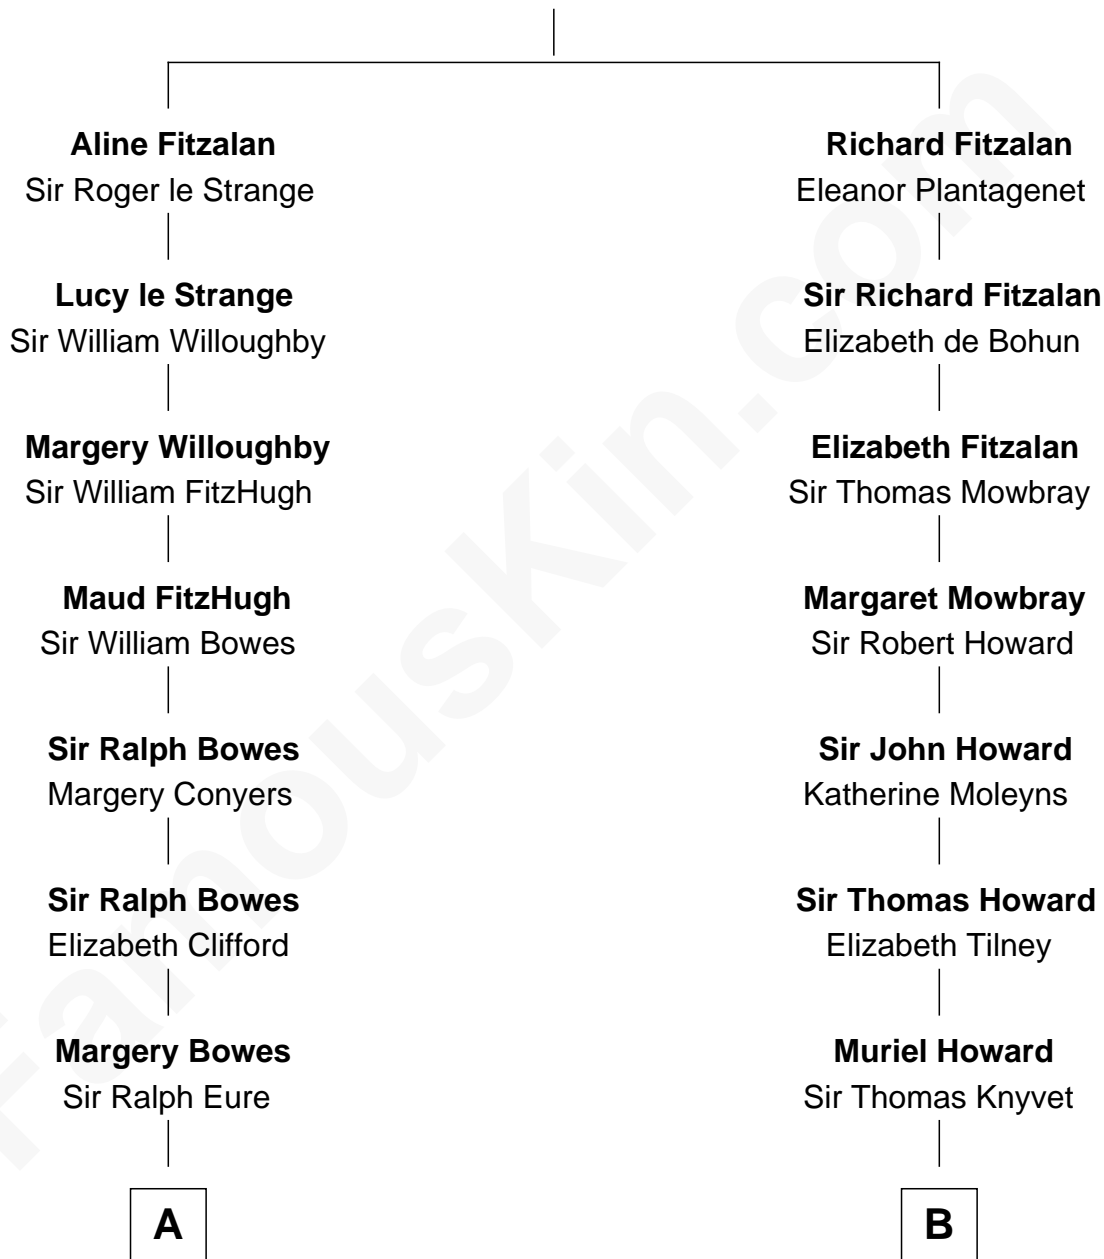 Aline Fitzalan
Sir Roger le Strange
Lucy le Strange
Sir William Willoughby
Margery Willoughby
Sir William FitzHugh
Maud FitzHugh
Sir William Bowes
Sir Ralph Bowes
Margery Conyers
Sir Ralph Bowes
Elizabeth Clifford
Margery Bowes
Sir Ralph Eure
A
Richard Fitzalan
Eleanor Plantagenet
Sir Richard Fitzalan
Elizabeth de Bohun
Elizabeth Fitzalan
Sir Thomas Mowbray
Margaret Mowbray
Sir Robert Howard
Sir John Howard
Katherine Moleyns
Sir Thomas Howard
Elizabeth Tilney
Muriel Howard
Sir Thomas Knyvet
B
FamousKin.com